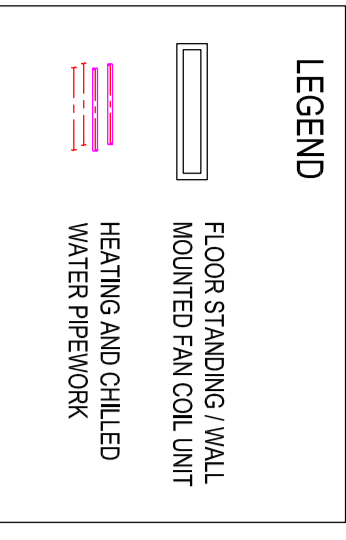 LEGEND
FLOOR STANDING / WALL
MOUNTED FAN COIL UNIT
HEATING AND CHILLED
WATER PIPEWORK